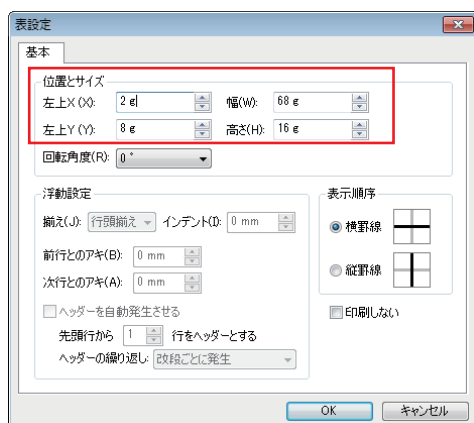 表設定
基本
位置とサイズ
左上X(X): 2 g 幅(W): 68 g
左上Y(Y): 8 g 高さ(H): 16 g
回転角度(R): 0 °
浮動設定 表示順序
揃え(J): 行頭揃え インデント(I): 0 mm 横罫線
前行とのアキ(B): 0 mm
次行とのアキ(A): 0 mm 縦罫線
ヘッダーを自動発生させる 印刷しない
先頭行から 1 行をヘッダーとする
ヘッダーの繰り返し: 改段ごとに発生
OK キャンセル